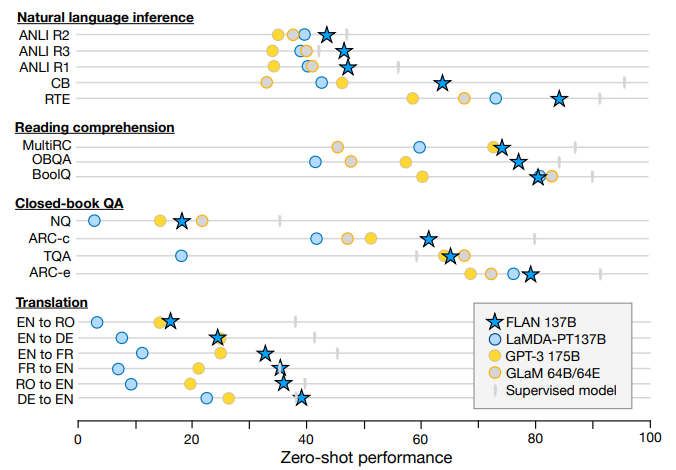 Natural language inference
ANLI R2
ANLI R3
ANLI R1
CB
RTE
Reading comprehension
MultiRC
OBQA
BoolQ
Closed-book QA
NQ
ARC-c
TQA
ARC-e
Translation
EN to RO
EN to DE
EN to FR
FR to EN
RO to EN
DE to EN
FLAN 137B
LaMDA-PT137B
GPT-3 175B
GLaM 64B/64E
Supervised model
0 20 40 60 80 100
Zero-shot performance